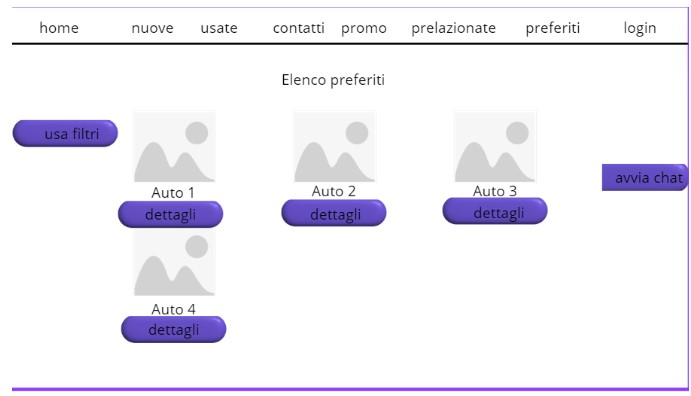 home nuove usate contatti promo prelazionate preferiti login
Elenco preferiti
usa filtri
avvia chat
Auto 1 Auto 2 Auto 3
dettagli dettagli dettagli
Auto 4
dettagli